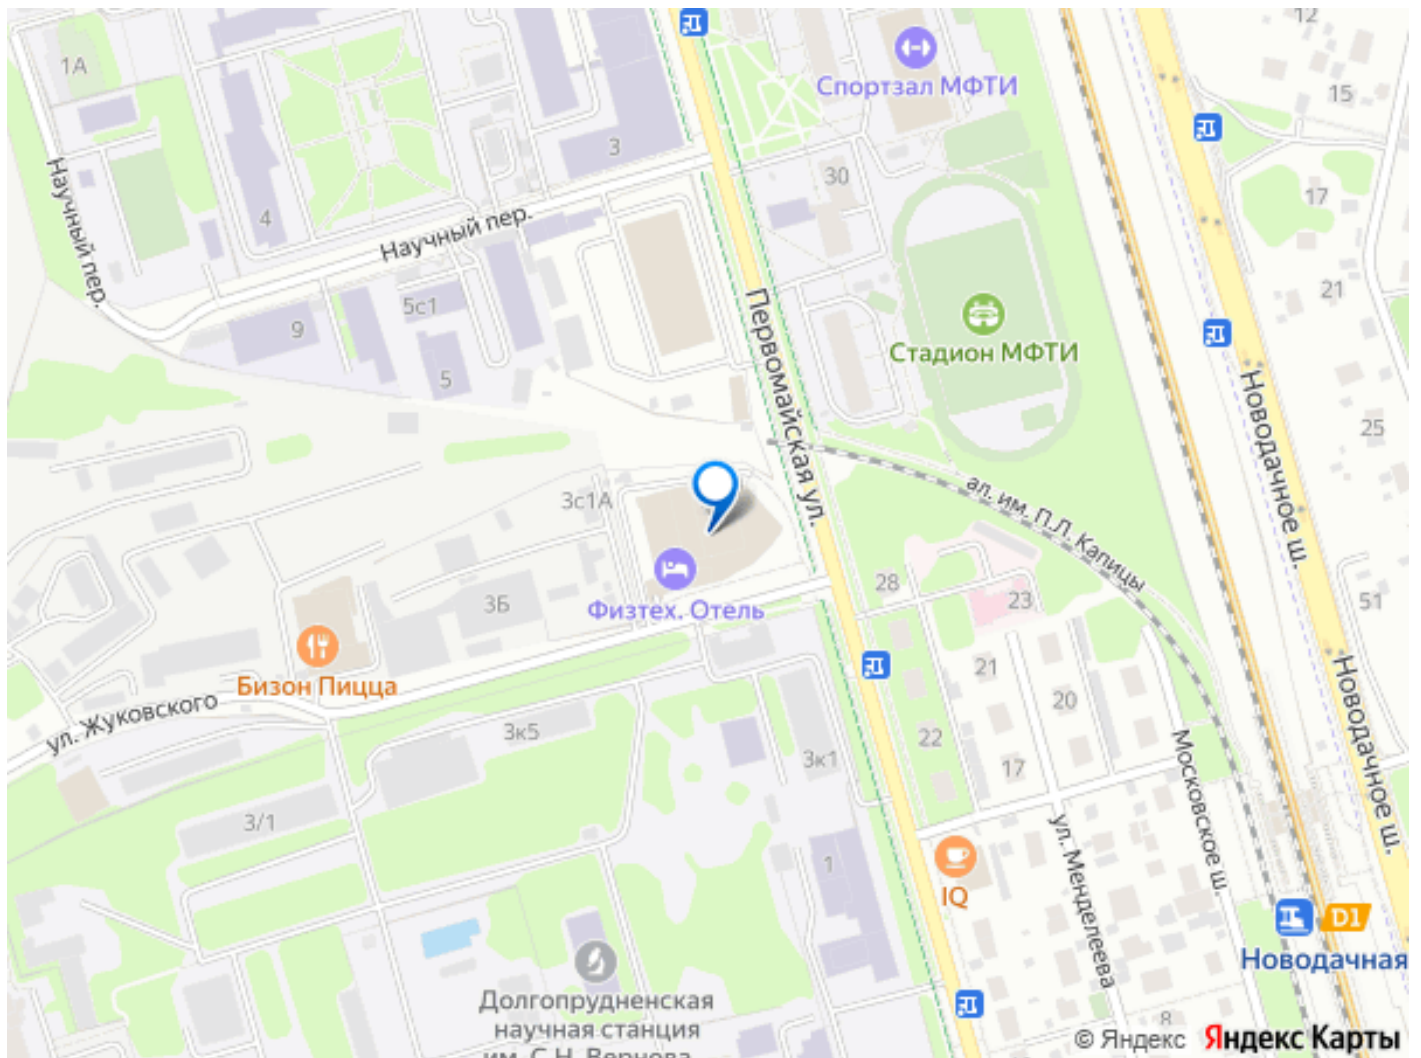 12
Спортзал МФТИ
1А
15
3
30
17
Научный пер.
4
Научный пер.
21
5с1
9
Первомайская ул.
Стадион МФТИ
5
Новодачное ш.
25
3с1А
ал. им. П.Л. Капицы
28
23
51
3Б
Физтех. Отель
21
20
Бизон Пицца
ул. Жуковского
3к5
22
17
3к1
Московское ш.
Новодачное ш.
3/1
ул. Менделеева
1
IQ
D1
Новодачная
Долгопрудненская
научная станция
им. С.Н. Вернова
8
© Яндекс Яндекс Карты